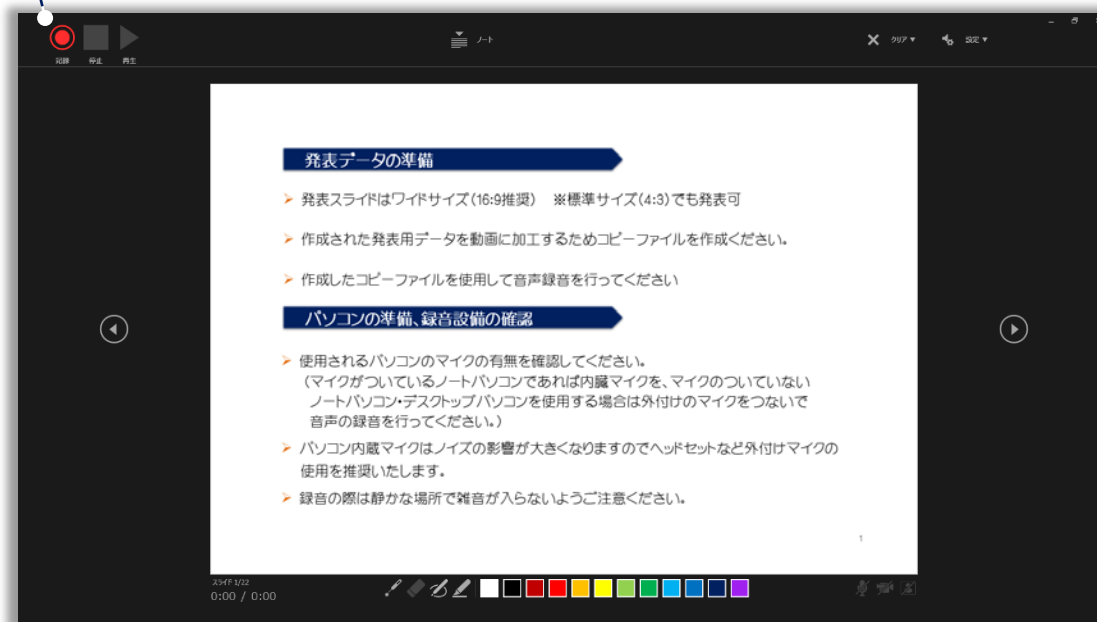 記録 停止 再生
ノート
クリア
設定
発表データの準備
発表スライドはワイドサイズ(16:9推奨) ※標準サイズ(4:3)でも発表可
作成された発表用データを動画に加工するためコピーファイルを作成ください。
作成したコピーファイルを使用して音声録音を行ってください
パソコンの準備、録音設備の確認
使用されるパソコンのマイクの有無を確認してください。
(マイクがついているノートパソコンであれば内臓マイクを、マイクのついていない
ノートパソコン・デスクトップパソコンを使用する場合は外付けのマイクをつないで
音声の録音を行ってください。)
パソコン内蔵マイクはノイズの影響が大きくなりますのでヘッドセットなど外付けマイクの
使用を推奨いたします。
録音の際は静かな場所で雑音が入らないようご注意ください。
1
スライド 1/22
0:00 / 0:00